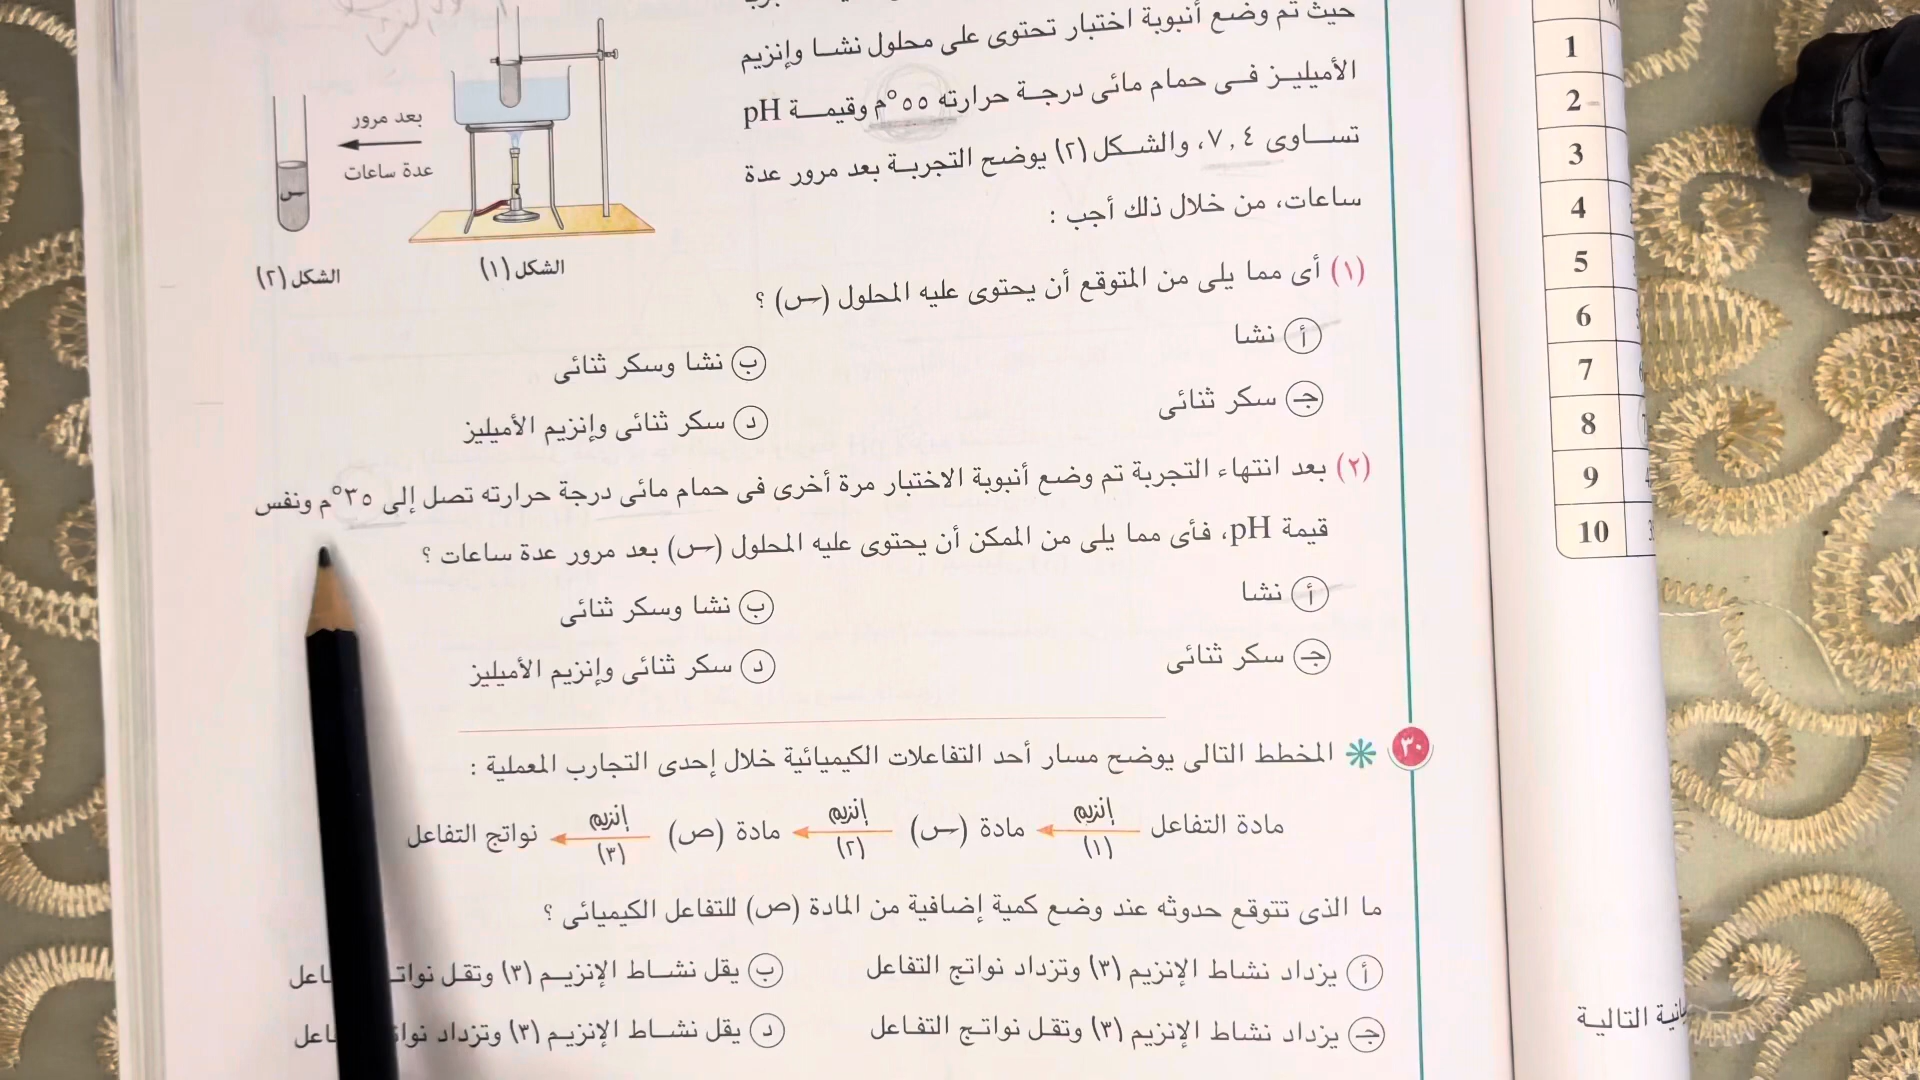 حيث تم وضع أنبوبة اختبار تحتوى على محلول نشا وإنزيم
الأميليز فى حمام مائى درجة حرارته ٥٥°م وقيمة pH
تساوى ٧,٤، والشكل (٢) يوضح التجربة بعد مرور عدة
ساعات، من خلال ذلك أجب :
بعد مرور
عدة ساعات
س
الشكل (١)
الشكل (٢)
(١) أى مما يلى من المتوقع أن يحتوى عليه المحلول (س) ؟
أ نشا
ب نشا وسكر ثنائى
جـ سكر ثنائى
د سكر ثنائى وإنزيم الأميليز
(٢) بعد انتهاء التجربة تم وضع أنبوبة الاختبار مرة أخرى فى حمام مائى درجة حرارته تصل إلى ٣٥°م ونفس
قيمة pH، فأى مما يلى من الممكن أن يحتوى عليه المحلول (س) بعد مرور عدة ساعات ؟
أ نشا
ب نشا وسكر ثنائى
جـ سكر ثنائى
د سكر ثنائى وإنزيم الأميليز
٣٠ * المخطط التالى يوضح مسار أحد التفاعلات الكيميائية خلال إحدى التجارب المعملية :
مادة التفاعل إنزيم (١) مادة (س) إنزيم (٢) مادة (ص) إنزيم (٣) نواتج التفاعل
ما الذى تتوقع حدوثه عند وضع كمية إضافية من المادة (ص) للتفاعل الكيميائى ؟
أ يزداد نشاط الإنزيم (٣) وتزداد نواتج التفاعل
ب يقل نشاط الإنزيم (٣) وتقل
جـ يزداد نشاط الإنزيم (٣) وتقل نواتج التفاعل
د يقل نشاط الإنزيم (٣) وتزداد
1
2
3
4
5
6
7
8
9
10
التالية